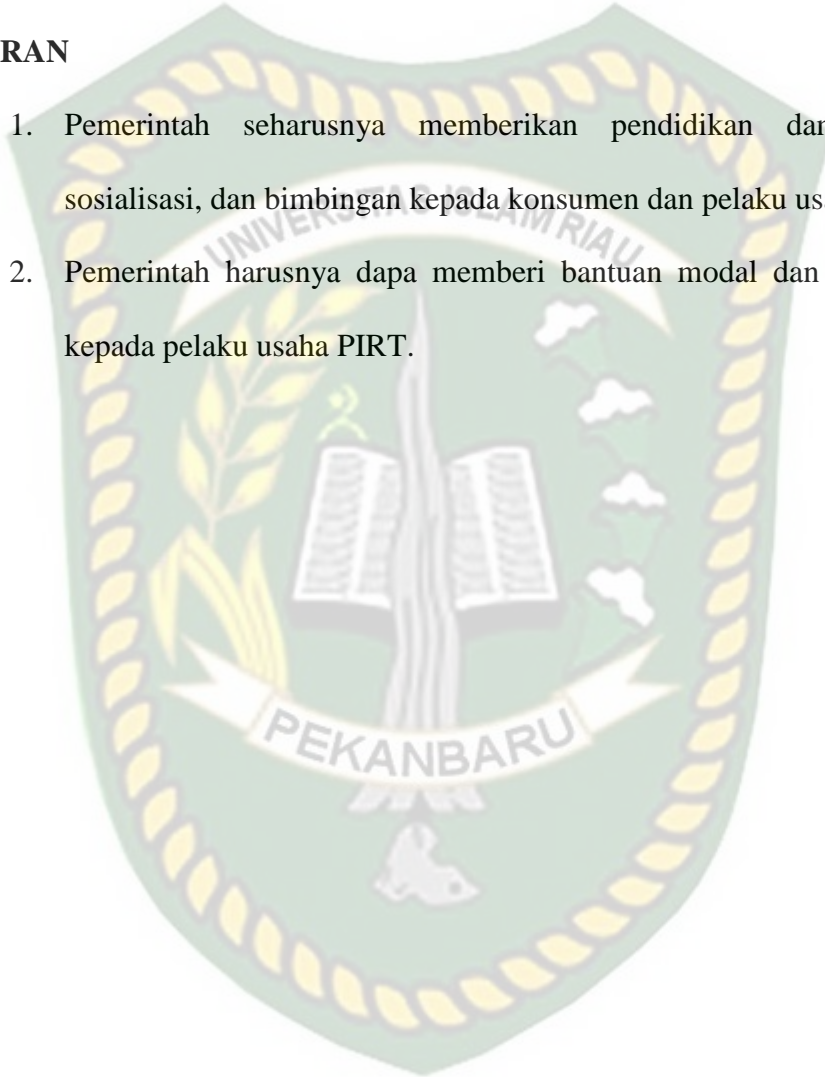 RAN
1. Pemerintah seharusnya memberikan pendidikan dan
sosialisasi, dan bimbingan kepada konsumen dan pelaku us
2. Pemerintah harusnya dapa memberi bantuan modal dan
kepada pelaku usaha PIRT.
UNIVERSITAS ISLAM RIAU
PEKANBARU